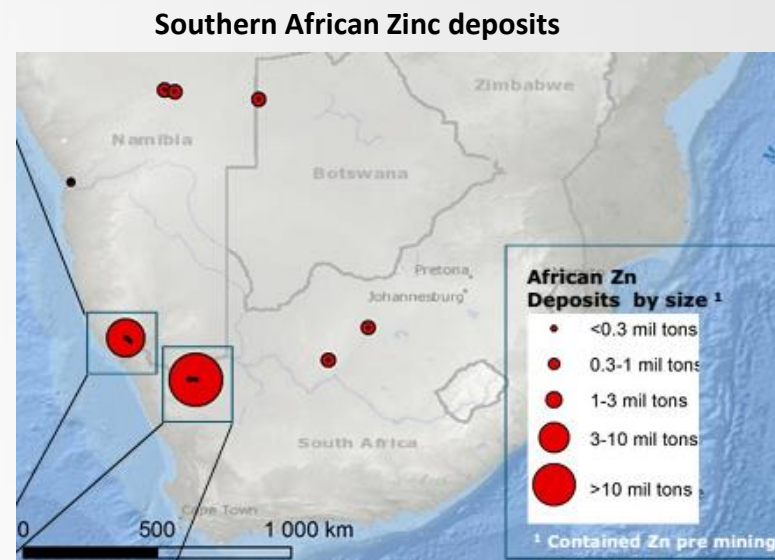 Southern African Zinc deposits
Zimbabwe
Namibia
Botswana
Pretoria
Johannesburg
African Zn
Deposits by size ¹
<0.3 mil tons
0.3-1 mil tons
1-3 mil tons
3-10 mil tons
>10 mil tons
South Africa
Cape Town
0 500 1 000 km
¹ Contained Zn pre mining